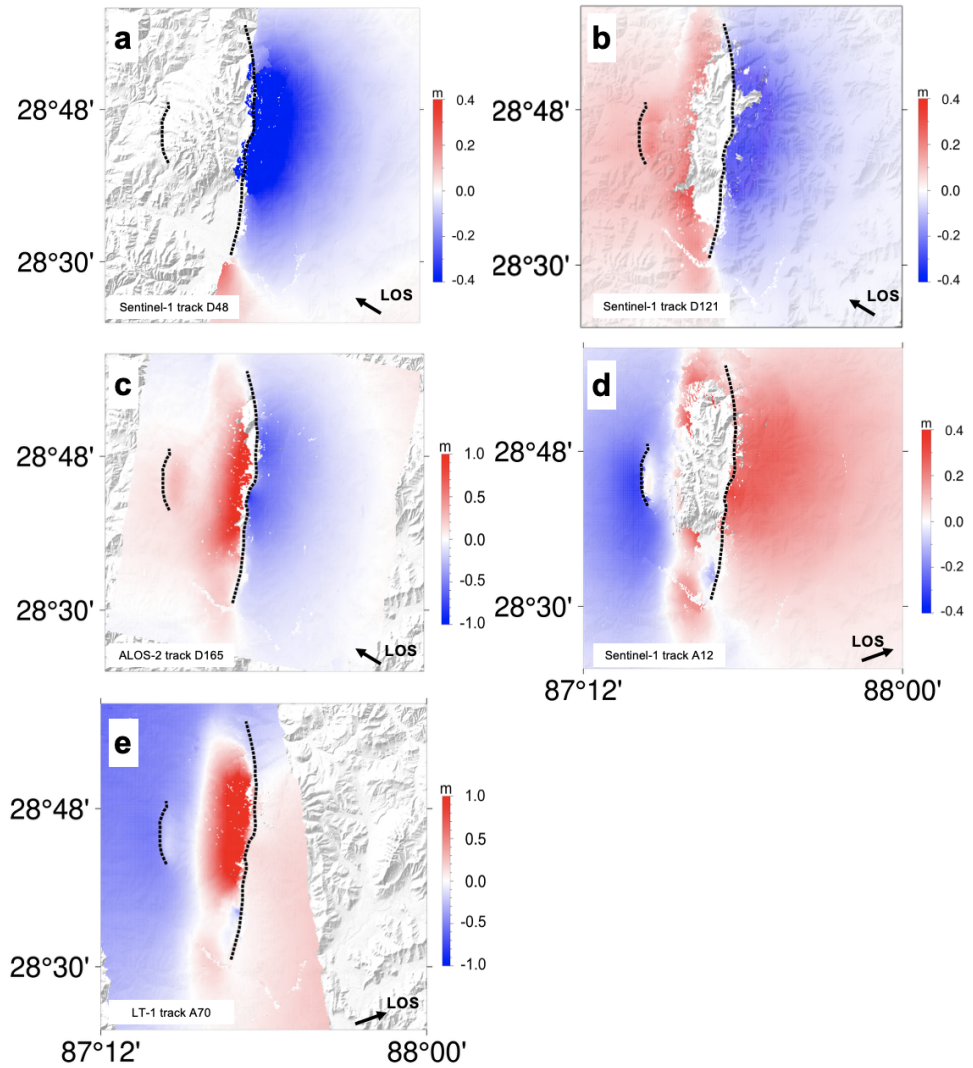 a
b
m
m
28°48'
0.4
28°48'
0.4
0.2
0.2
0.0
0.0
-0.2
-0.2
28°30'
-0.4
28°30'
-0.4
LOS
LOS
Sentinel-1 track D48
Sentinel-1 track D121
c
d
m
m
28°48'
1.0
28°48'
0.4
0.5
0.2
0.0
0.0
-0.5
-0.2
28°30'
-1.0
28°30'
-0.4
LOS
LOS
ALOS-2 track D165
Sentinel-1 track A12
87°12'
88°00'
e
m
28°48'
1.0
0.5
0.0
-0.5
28°30'
-1.0
LOS
LT-1 track A70
87°12'
88°00'